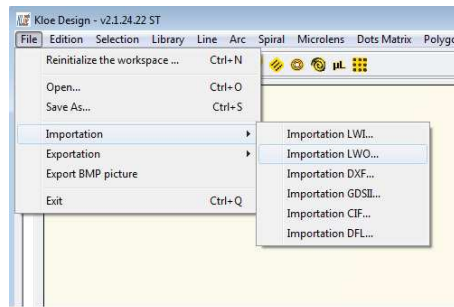 Kloe Design - v2.1.24.22 ST
File Edition Selection Library Line Arc Spiral Microlens Dots Matrix Polygo
Reinitialize the workspace ... Ctrl+N
µL
Open... Ctrl+O
Save As... Ctrl+S
Importation
Importation LWI...
Exportation
Importation LWO...
Export BMP picture
Importation DXF...
Importation GDSII...
Exit Ctrl+Q
Importation CIF...
Importation DFL...